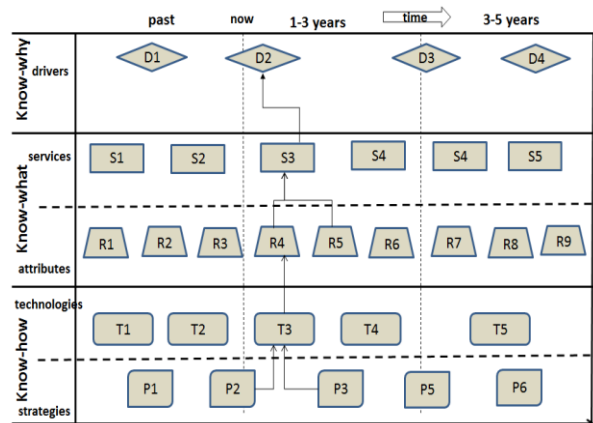 past now 1-3 years time 3-5 years
Know-why
drivers
D1 D2 D3 D4
Know-what
services
S1 S2 S3 S4 S4 S5
R1 R2 R3 R4 R5 R6 R7 R8 R9
attributes
Know-how
technologies
T1 T2 T3 T4 T5
P1 P2 P3 P5 P6
strategies